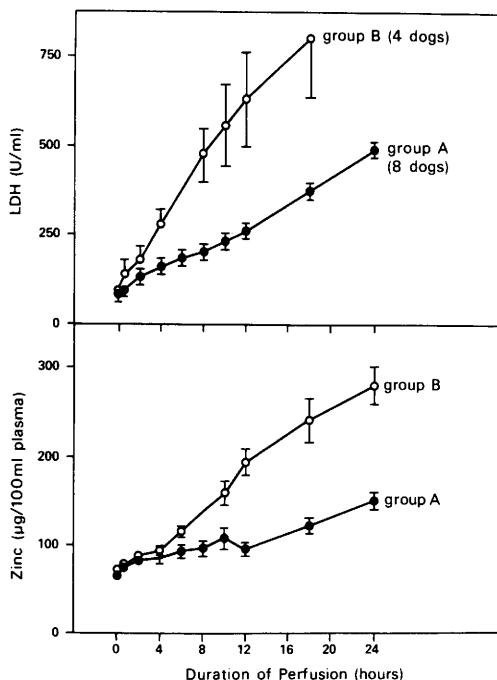 group B (4 dogs)
750
LDH (U/ml)
500
group A
(8 dogs)
250
0
300
group B
Zinc (µg/100ml plasma)
200
group A
100
0
0 4 8 12 16 20 24
Duration of Perfusion (hours)